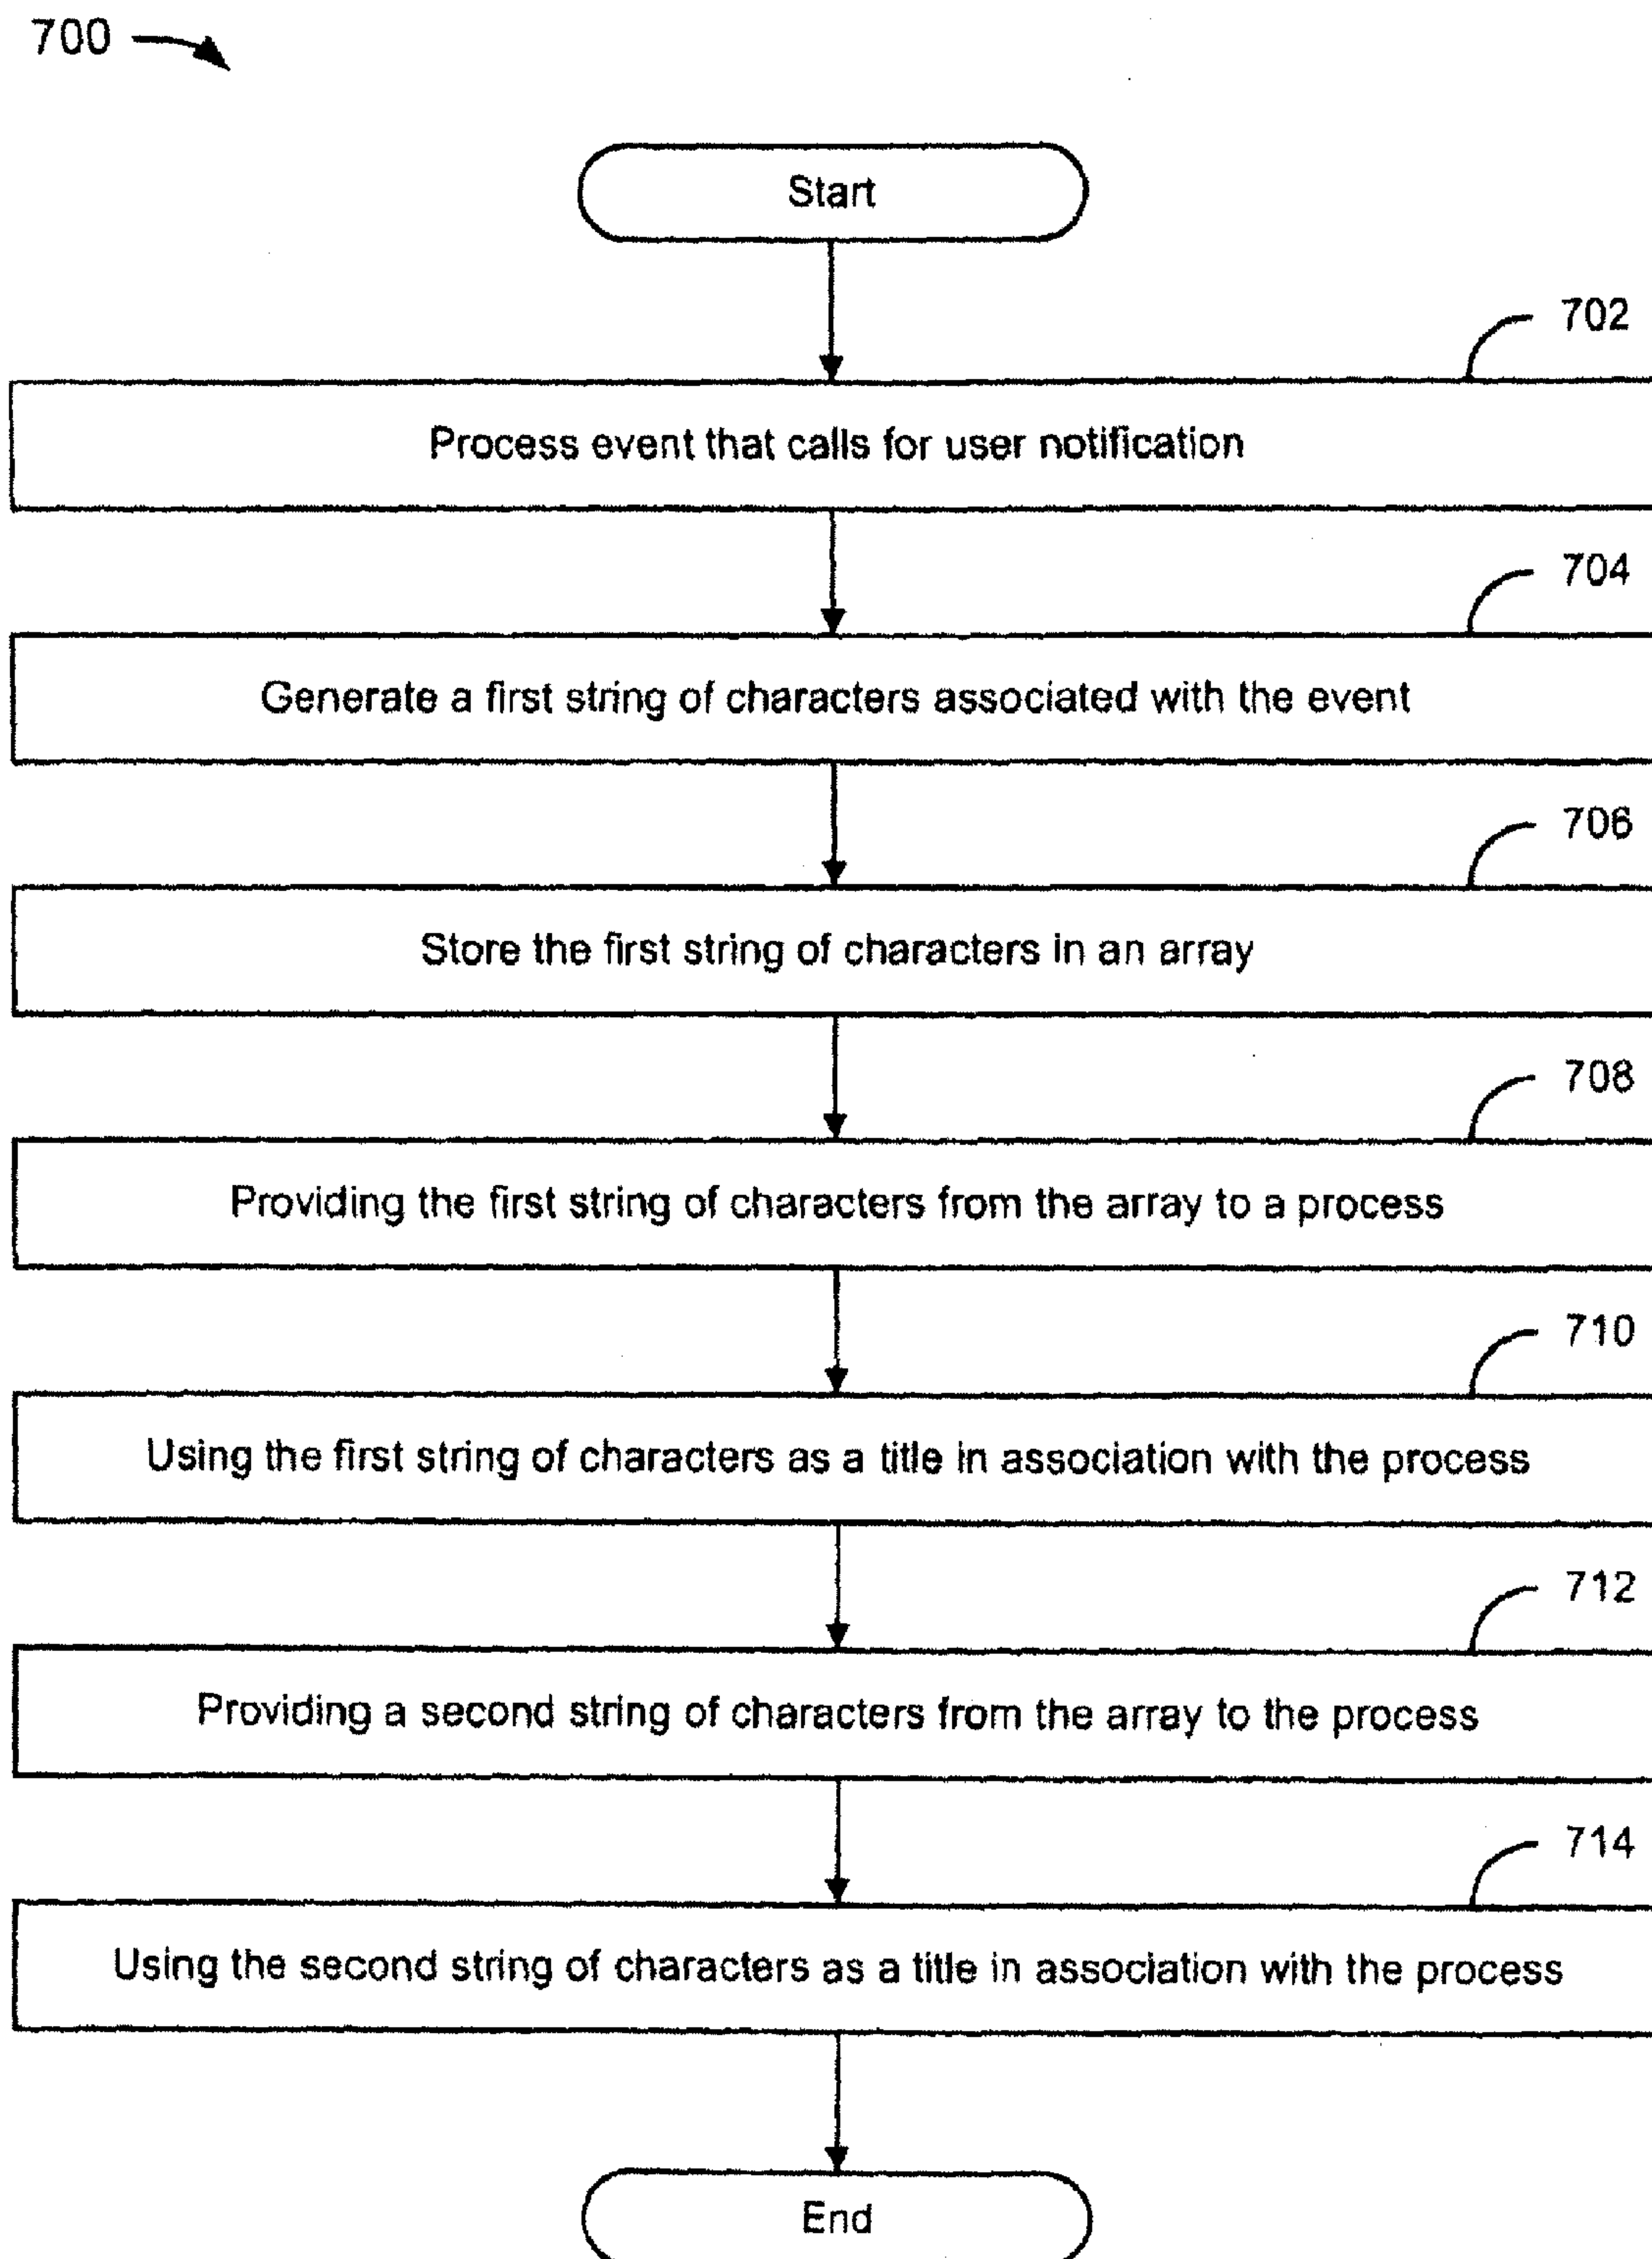 700
Start
702
Process event that calls for user notification
704
Generate a first string of characters associated with the event
706
Store the first string of characters in an array
708
Providing the first string of characters from the array to a process
710
Using the first string of characters as a title in association with the process
712
Providing a second string of characters from the array to the process
714
Using the second string of characters as a title in association with the process
End